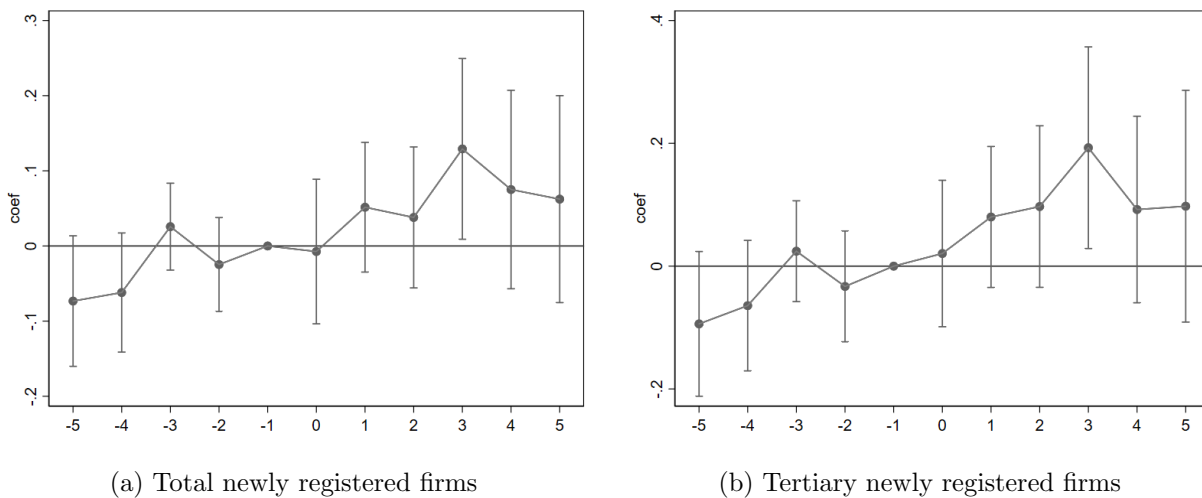 .3
.2
.1
0
-.1
-.2
coef
-5 -4 -3 -2 -1 0 1 2 3 4 5
(a) Total newly registered firms
.4
.2
0
-.2
coef
-5 -4 -3 -2 -1 0 1 2 3 4 5
(b) Tertiary newly registered firms